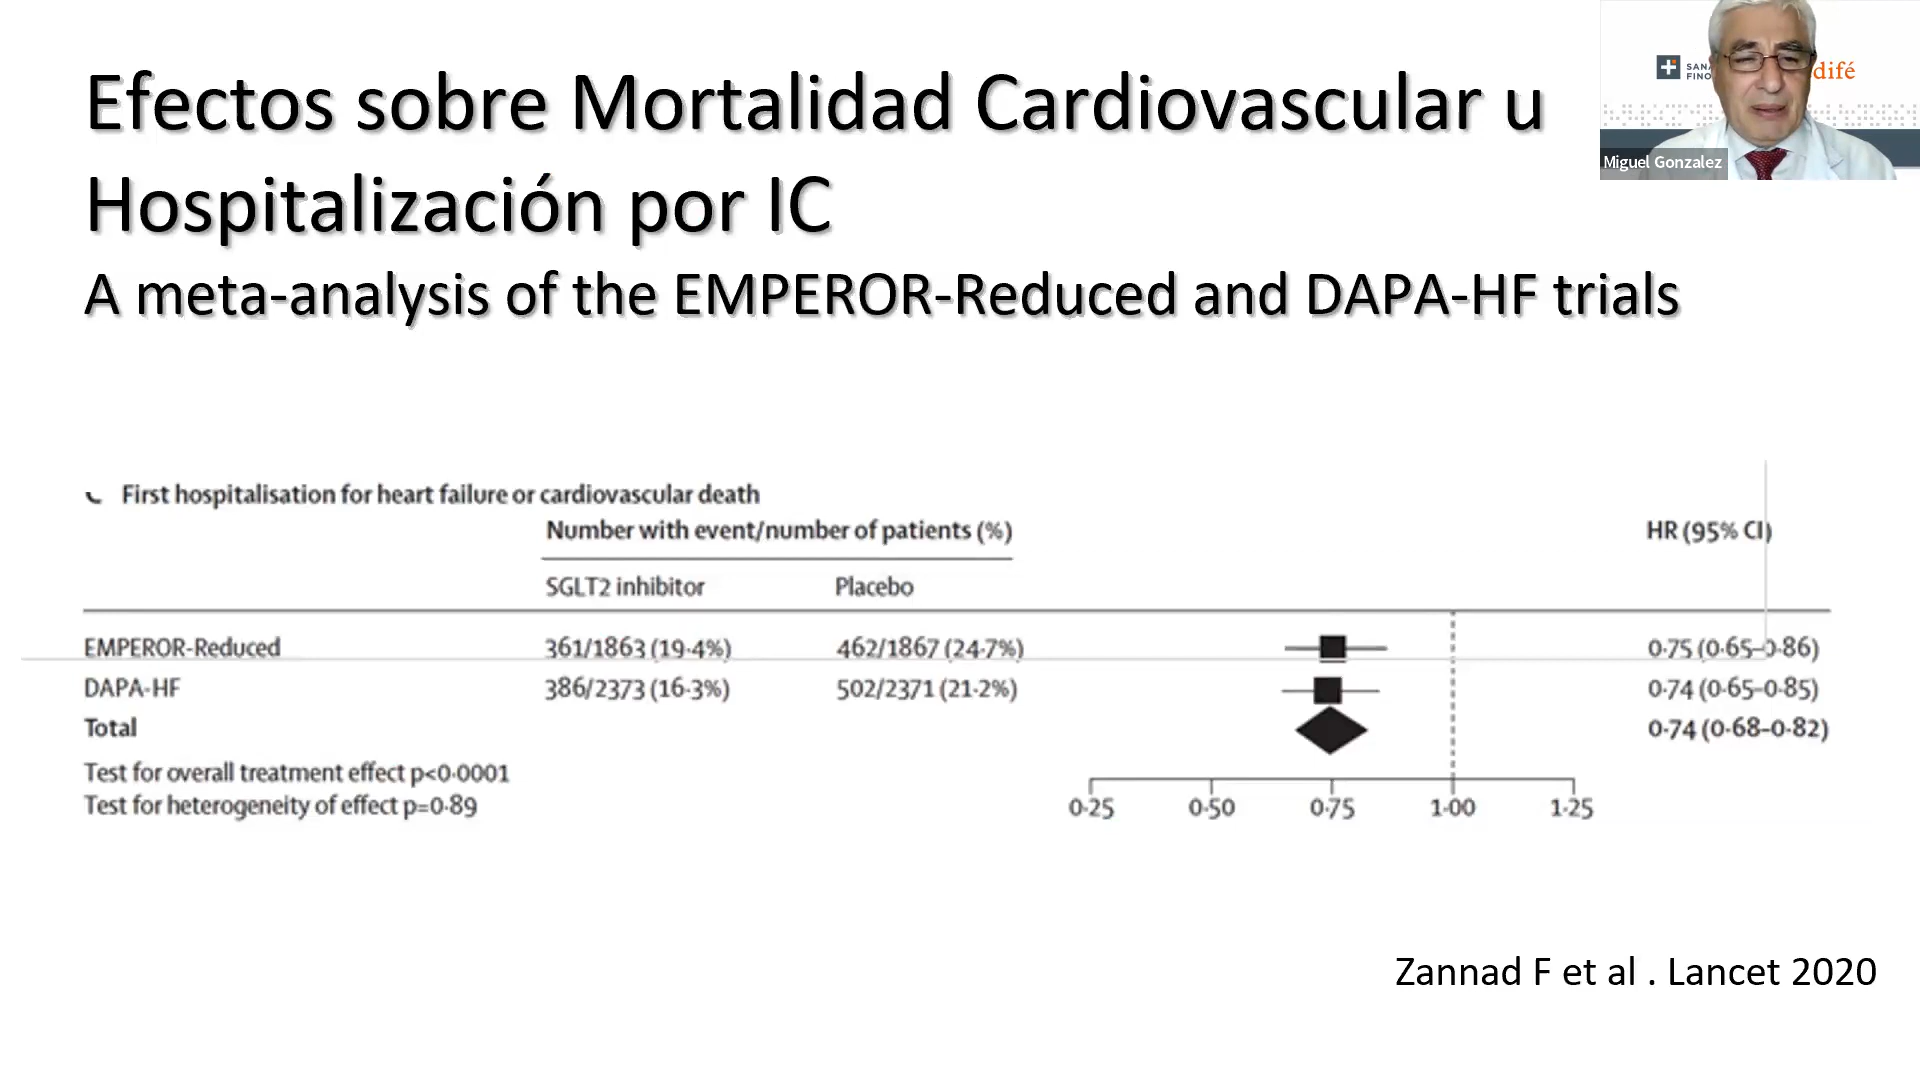 Efectos sobre Mortalidad Cardiovascular u
Hospitalización por IC
A meta-analysis of the EMPEROR-Reduced and DAPA-HF trials
SAN
FINO
difé
Miguel Gonzalez
First hospitalisation for heart failure or cardiovascular death
Number with event/number of patients (%)
HR (95% CI)
SGLT2 inhibitor Placebo
EMPEROR-Reduced 361/1863 (19·4%) 462/1867 (24·7%) 0·75 (0·65–0·86)
DAPA-HF 386/2373 (16·3%) 502/2371 (21·2%) 0·74 (0·65–0·85)
Total 0·74 (0·68–0·82)
Test for overall treatment effect p<0·0001
Test for heterogeneity of effect p=0·89
0·25 0·50 0·75 1·00 1·25
Zannad F et al . Lancet 2020